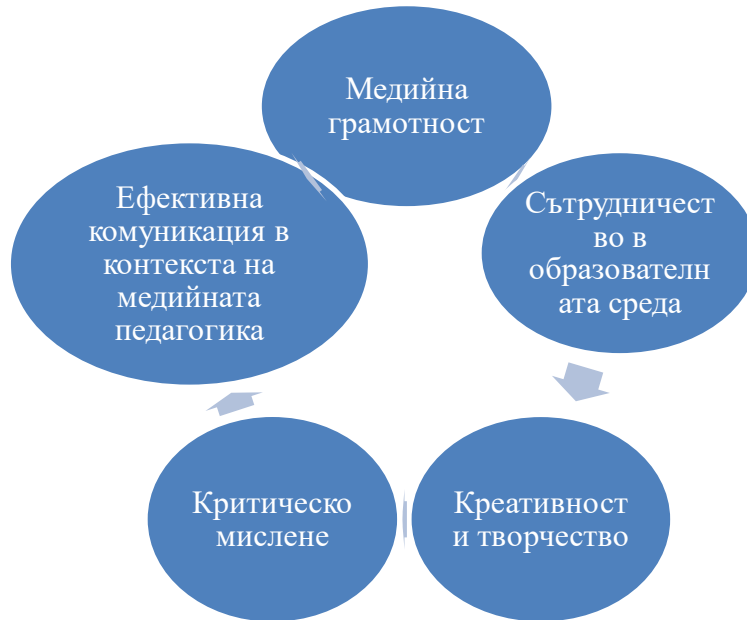 Медийна
грамотност
Сътрудничест
во в
образователн
ата среда
Креативност
и творчество
Критическо
мислене
Ефективна
комуникация в
контекста на
медийната
педагогика